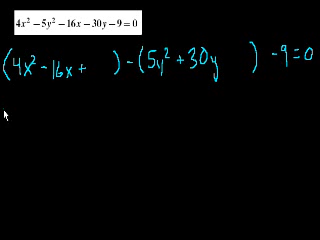 4x² − 5y² − 16x − 30y − 9 = 0
(4x² - 16x + ) - (5y² + 30y ) - 9 = 0